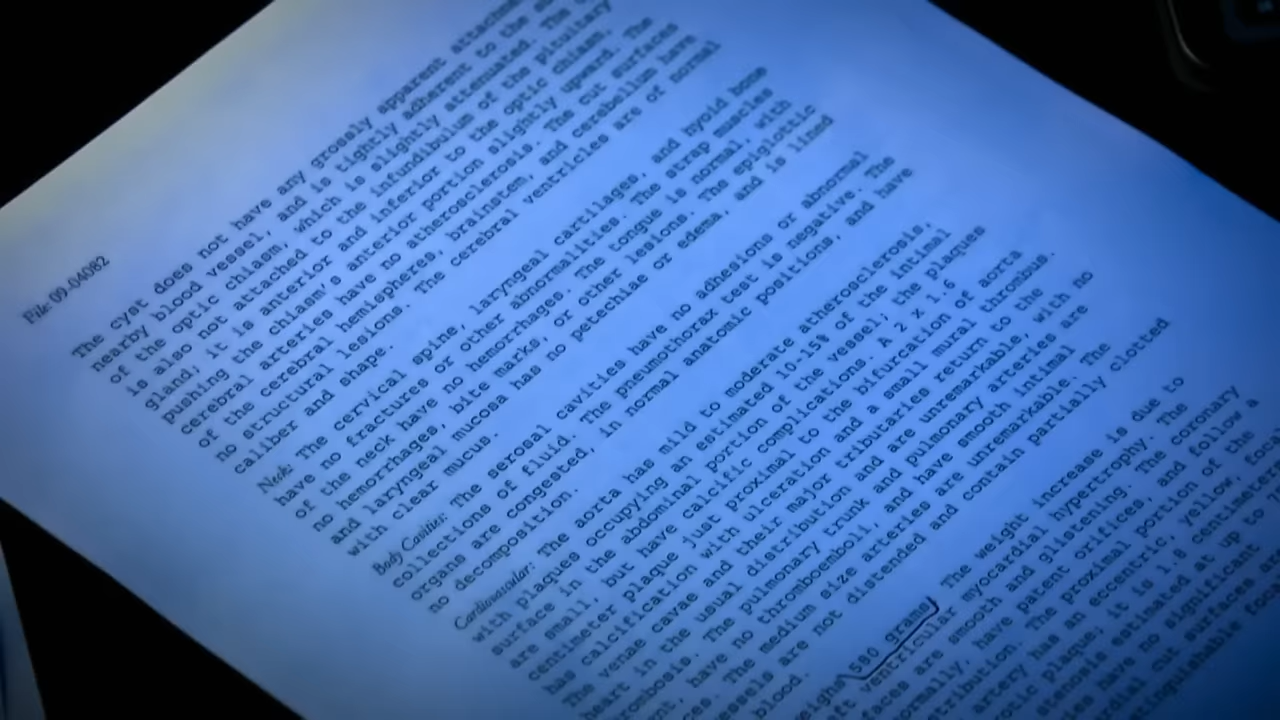 File 09-04082
The cyst does not have any grossly apparent
nearby blood vessel, and is tightly adherent to the
of the optic chiasm, which is slightly attenuated. The
is also not attached to the infundibulum of the pituitary
gland; it is anterior and inferior to the optic chiasm,
pushing the chiasm's anterior portion slightly upward. The
cerebral arteries have no atherosclerosis. The cut surfaces
of the cerebral hemispheres, brainstem, and cerebellum have
no structural lesions. The cerebral ventricles are of normal
caliber and shape.
Neck: The cervical spine, laryngeal cartilages, and hyoid bone
have no fractures or other abnormalities. The strap muscles
of the neck have no hemorrhages. The tongue is normal, with
no hemorrhages, bite marks, or other lesions. The epiglottic
and laryngeal mucosa has no petechiae or edema, and is lined
with clear mucus.
Body Cavities: The serosal cavities have no adhesions or abnormal
collections of fluid. The pneumothorax test is negative. The
organs are congested, in normal anatomic positions, and have
no decomposition.
Cardiovascular: The aorta has mild to moderate atherosclerosis,
with plaques occupying an estimated 10-15% of the intimal
surface in the abdominal portion of the vessel; the plaques
are small, but have calcific complications. A 2 x 1.6
centimeter plaque just proximal to the bifurcation of aorta
has calcification with ulceration and a small mural thrombus.
The venae cavae and their major tributaries return to the
heart in the usual distribution and are unremarkable, with no
The pulmonary trunk and pulmonary arteries are
have no thromboemboli, and have smooth intimal
The medium size arteries are unremarkable. The
are not distended and contain partially clotted
blood.
580 grams The weight increase is due to
ventricular myocardial hypertrophy. The
are smooth and glistening. The coronary
have patent orifices, and follow a
The proximal portion of the
artery has an eccentric, yellow,
plaque; it is 1.8 centimeters
stenosis estimated at up to
have no significant
cut surfaces